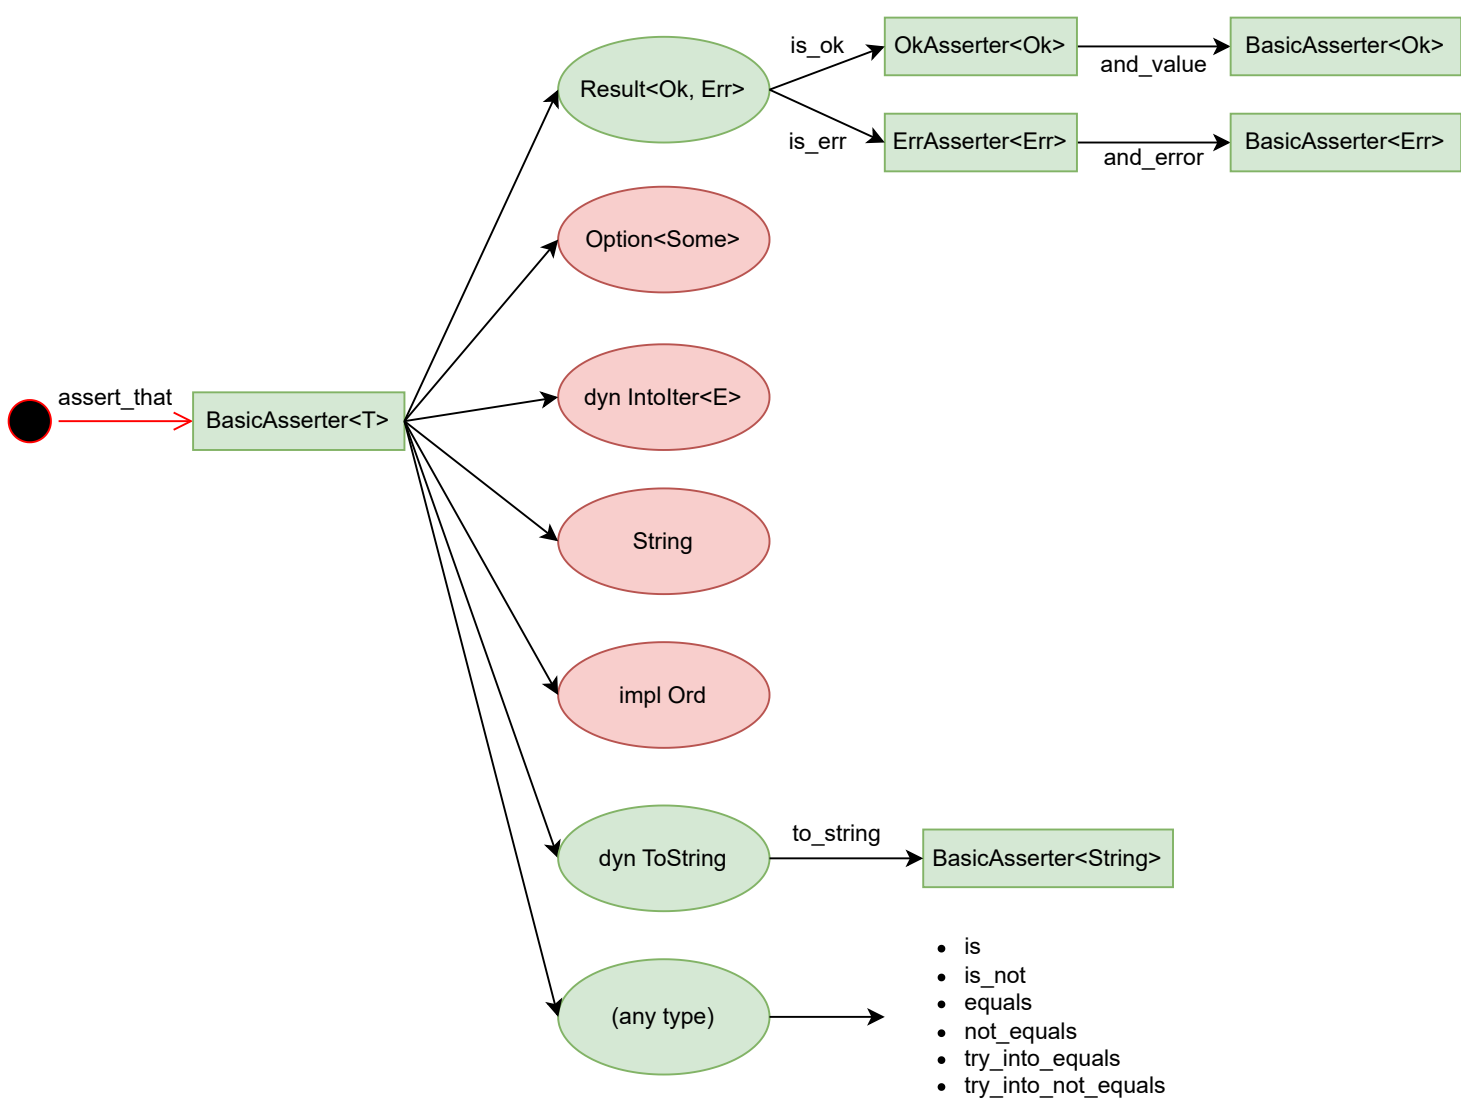 assert_that
BasicAsserter<T>
Result<Ok, Err>
is_ok
OkAsserter<Ok>
and_value
BasicAsserter<Ok>
is_err
ErrAsserter<Err>
and_error
BasicAsserter<Err>
Option<Some>
dyn IntoIter<E>
String
impl Ord
dyn ToString
to_string
BasicAsserter<String>
(any type)
• is
• is_not
• equals
• not_equals
• try_into_equals
• try_into_not_equals